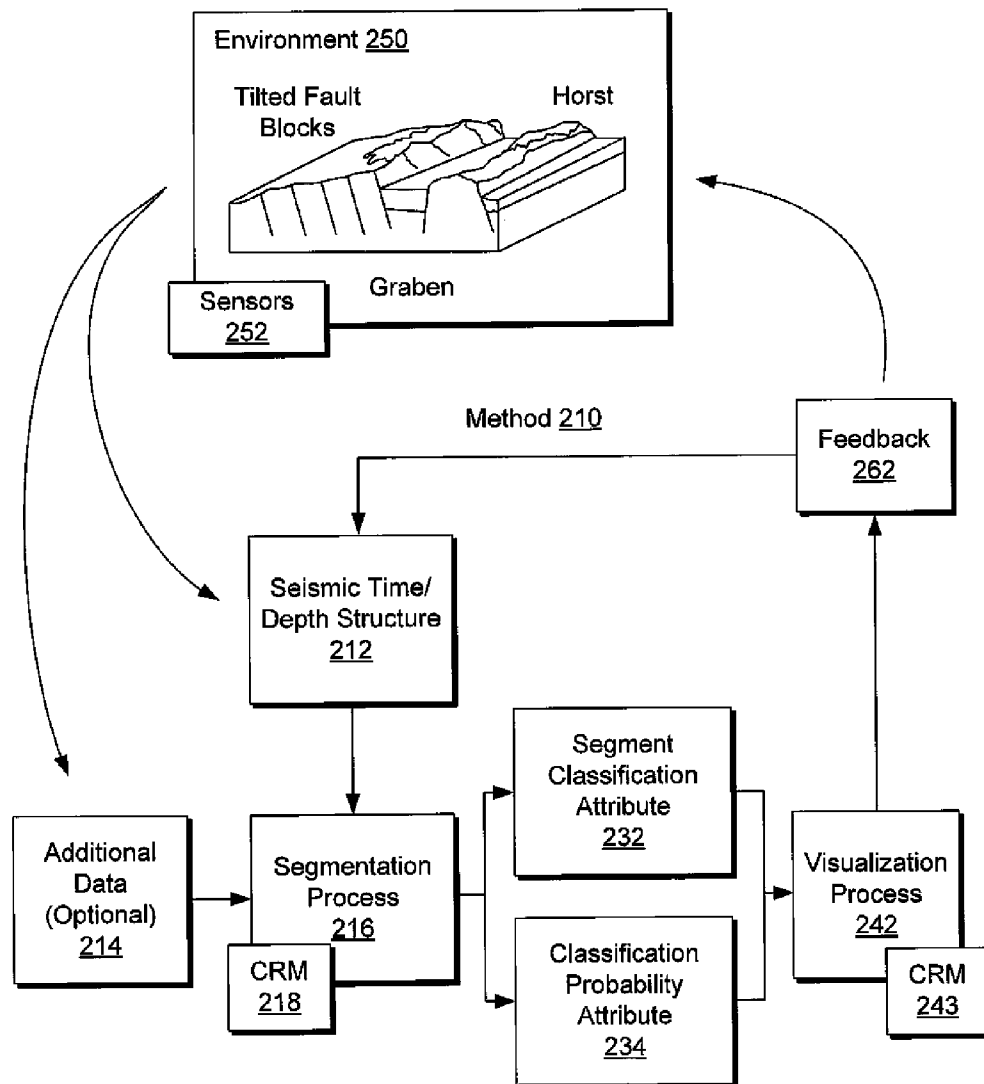 Environment 250
Tilted Fault
Blocks
Horst
Graben
Sensors
252
Method 210
Feedback
262
Seismic Time/
Depth Structure
212
Additional
Data
(Optional)
214
Segmentation
Process
216
CRM
218
Segment
Classification
Attribute
232
Classification
Probability
Attribute
234
Visualization
Process
242
CRM
243